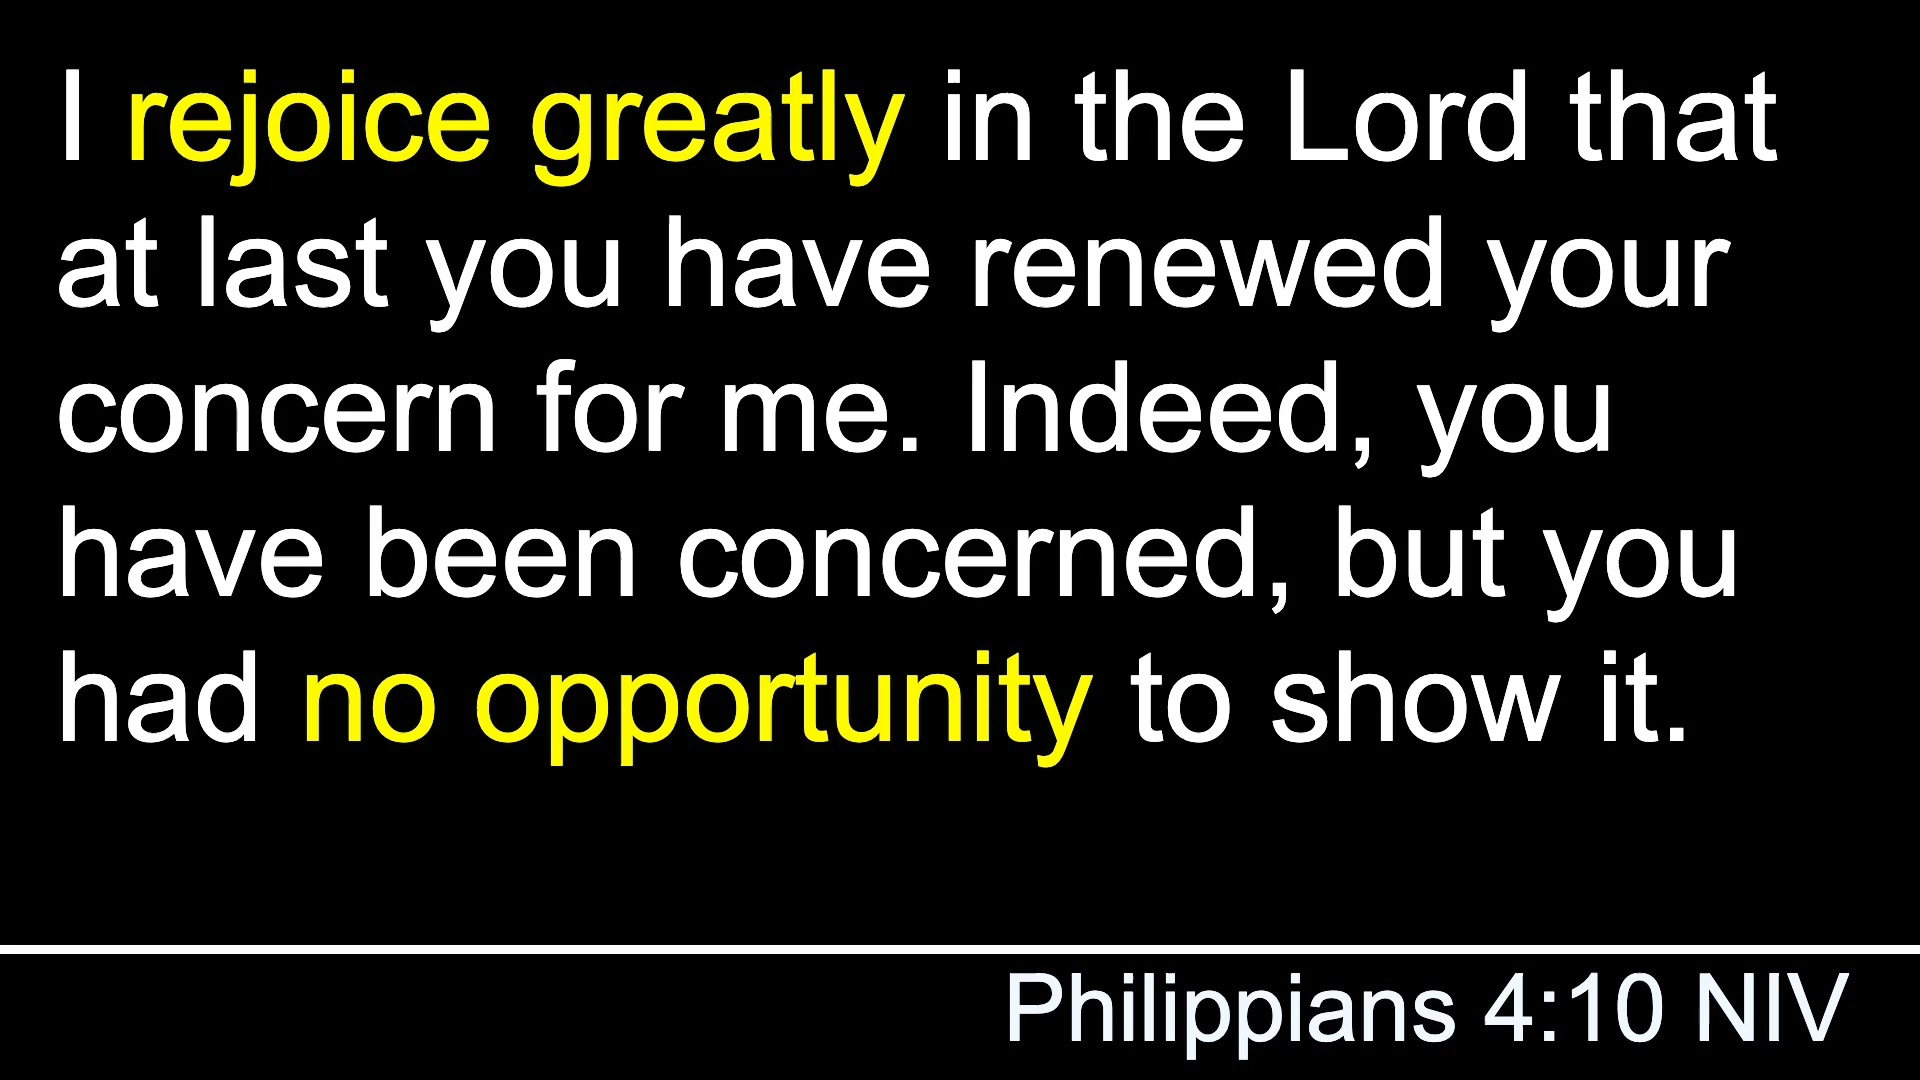 I rejoice greatly in the Lord that
at last you have renewed your
concern for me. Indeed, you
have been concerned, but you
had no opportunity to show it.
Philippians 4:10 NIV